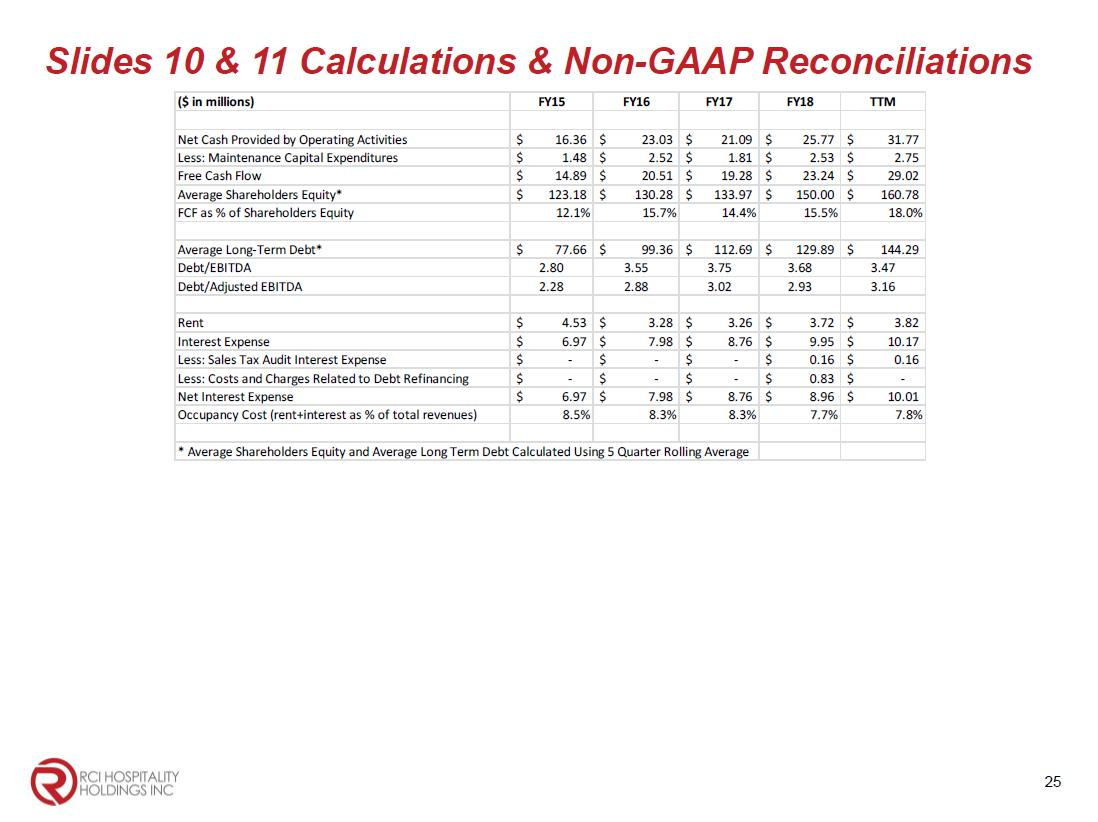 Slides 10 & 11 Calculations & Non-GAAP Reconciliations
($ in millions) FY15 FY16 FY17 FY18 TTM
Net Cash Provided by Operating Activities $ 16.36 $ 23.03 $ 21.09 $ 25.77 $ 31.77
Less: Maintenance Capital Expenditures $ 1.48 $ 2.52 $ 1.81 $ 2.53 $ 2.75
Free Cash Flow $ 14.89 $ 20.51 $ 19.28 $ 23.24 $ 29.02
Average Shareholders Equity* $ 123.18 $ 130.28 $ 133.97 $ 150.00 $ 160.78
FCF as % of Shareholders Equity 12.1% 15.7% 14.4% 15.5% 18.0%
Average Long-Term Debt* $ 77.66 $ 99.36 $ 112.69 $ 129.89 $ 144.29
Debt/EBITDA 2.80 3.55 3.75 3.68 3.47
Debt/Adjusted EBITDA 2.28 2.88 3.02 2.93 3.16
Rent $ 4.53 $ 3.28 $ 3.26 $ 3.72 $ 3.82
Interest Expense $ 6.97 $ 7.98 $ 8.76 $ 9.95 $ 10.17
Less: Sales Tax Audit Interest Expense $ - $ - $ - $ 0.16 $ 0.16
Less: Costs and Charges Related to Debt Refinancing $ - $ - $ - $ 0.83 $ -
Net Interest Expense $ 6.97 $ 7.98 $ 8.76 $ 8.96 $ 10.01
Occupancy Cost (rent+interest as % of total revenues) 8.5% 8.3% 8.3% 7.7% 7.8%
* Average Shareholders Equity and Average Long Term Debt Calculated Using 5 Quarter Rolling Average
RCI HOSPITALITY
HOLDINGS INC
25